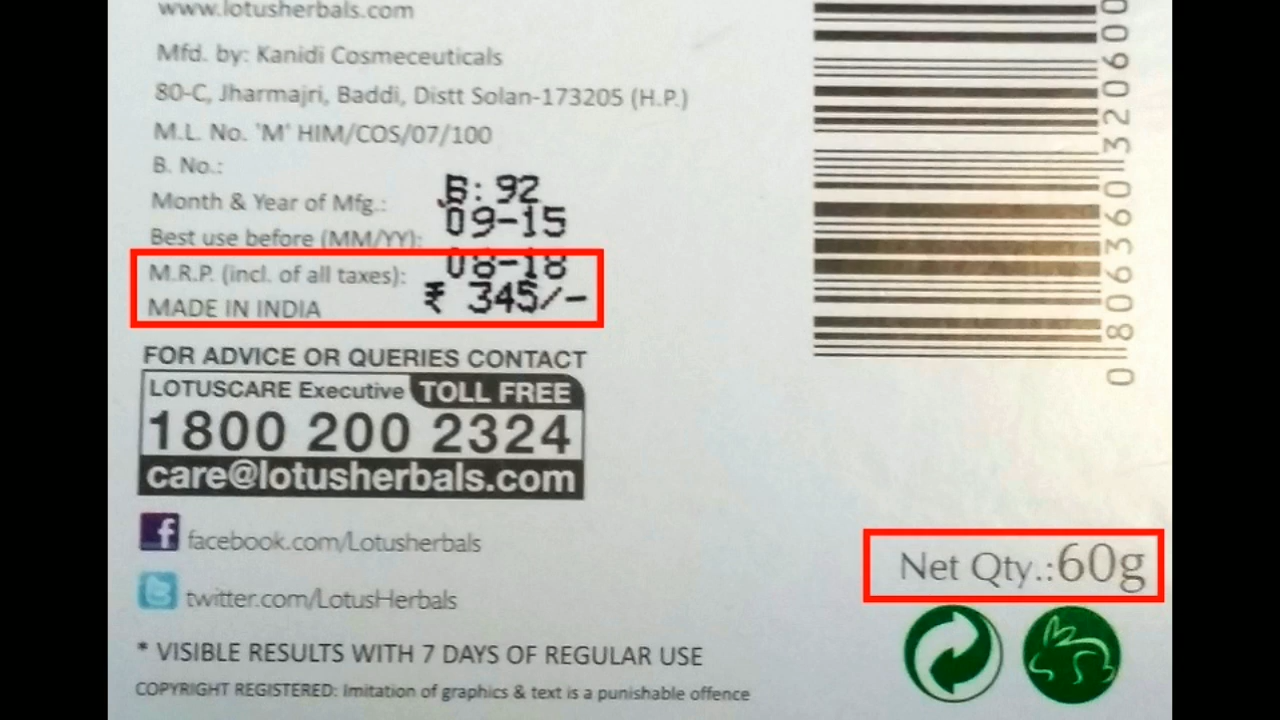 www.lotusherbals.com
Mfd. by: Kanidi Cosmeceuticals
80-C, Jharmajri, Baddi, Distt Solan-173205 (H.P.)
M.L. No. 'M' HIM/COS/07/100
B. No.:
Month & Year of Mfg.: B: 92
Best use before (MM/YY): 09-15
M.R.P. (incl. of all taxes): 08-18
MADE IN INDIA ₹ 345/-
FOR ADVICE OR QUERIES CONTACT
LOTUSCARE Executive TOLL FREE
1800 200 2324
care@lotusherbals.com
f facebook.com/Lotusherbals
twitter.com/LotusHerbals
* VISIBLE RESULTS WITH 7 DAYS OF REGULAR USE
COPYRIGHT REGISTERED: Imitation of graphics & text is a punishable offence
0 806360 320600
Net Qty.:60g